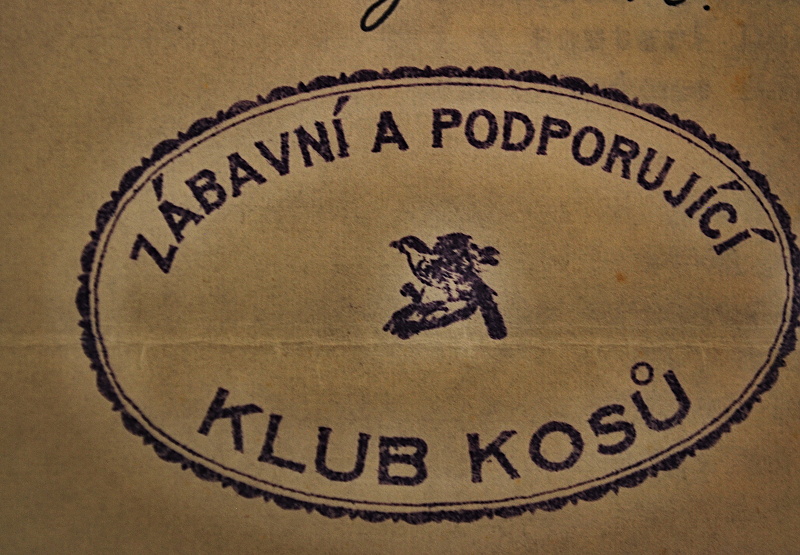 ZÁBAVNÍ A PODPORUJÍCÍ
KLUB KOSŮ